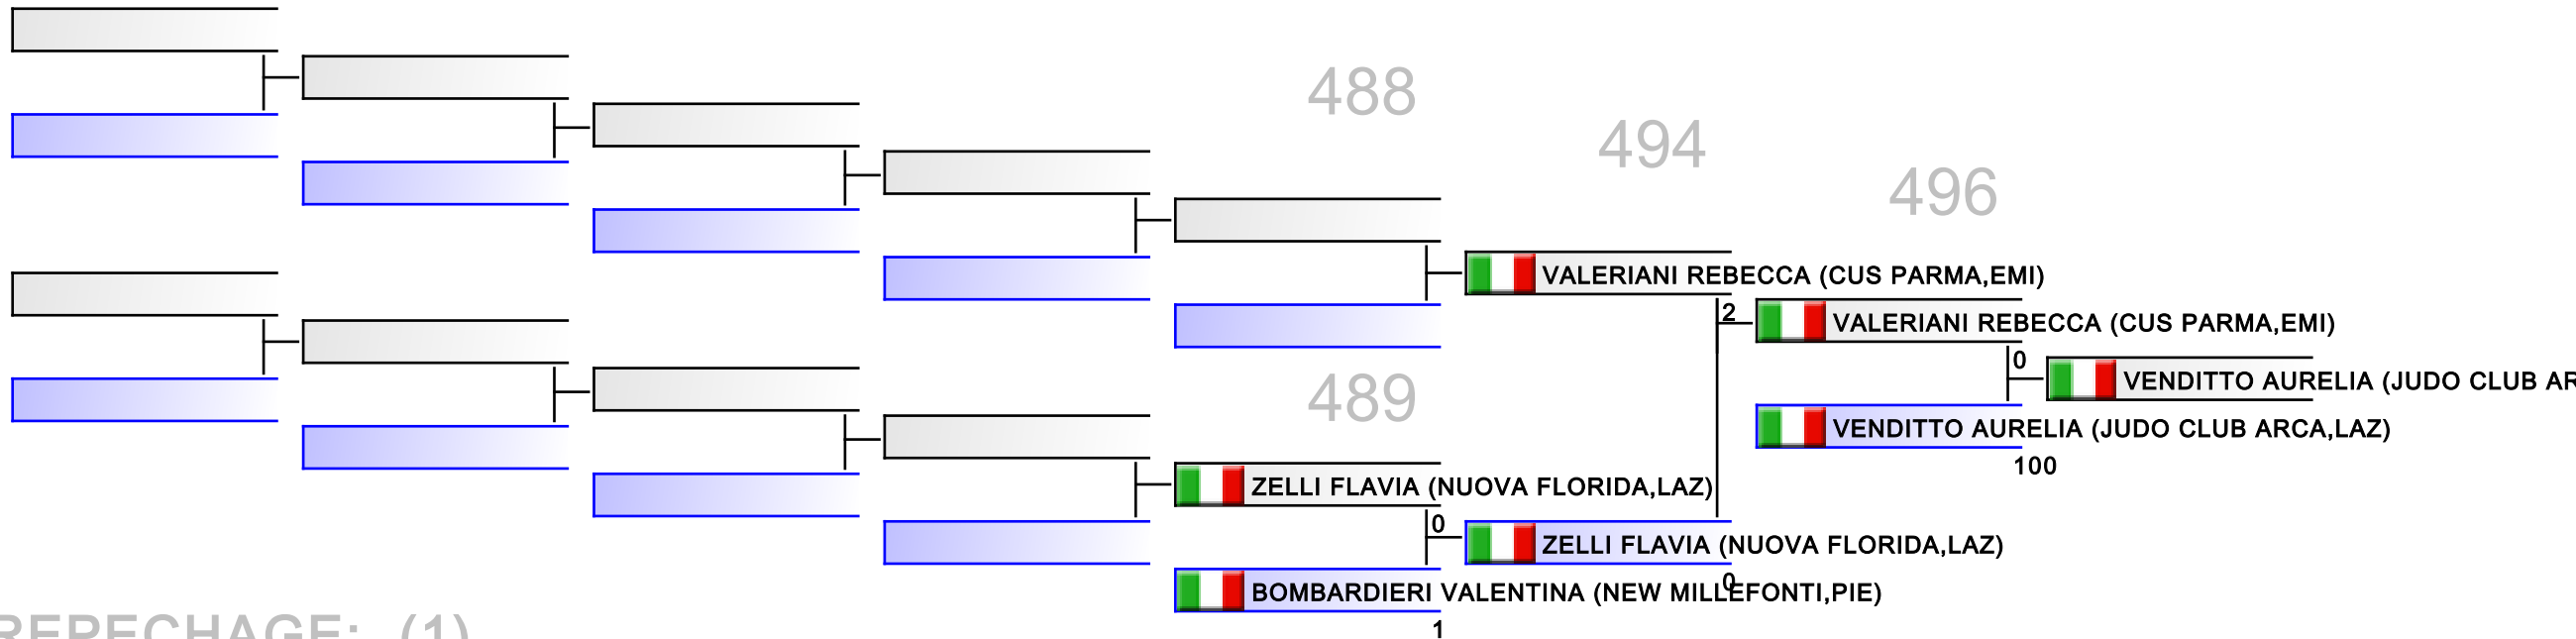 488
494
496
VALERIANI REBECCA (CUS PARMA,EMI)
2
VALERIANI REBECCA (CUS PARMA,EMI)
0
VENDITTO AURELIA (JUDO CLUB AR
489
VENDITTO AURELIA (JUDO CLUB ARCA,LAZ)
100
ZELLI FLAVIA (NUOVA FLORIDA,LAZ)
0
ZELLI FLAVIA (NUOVA FLORIDA,LAZ)
0
BOMBARDIERI VALENTINA (NEW MILLEFONTI,PIE)
1
REPECHAGE: (1)